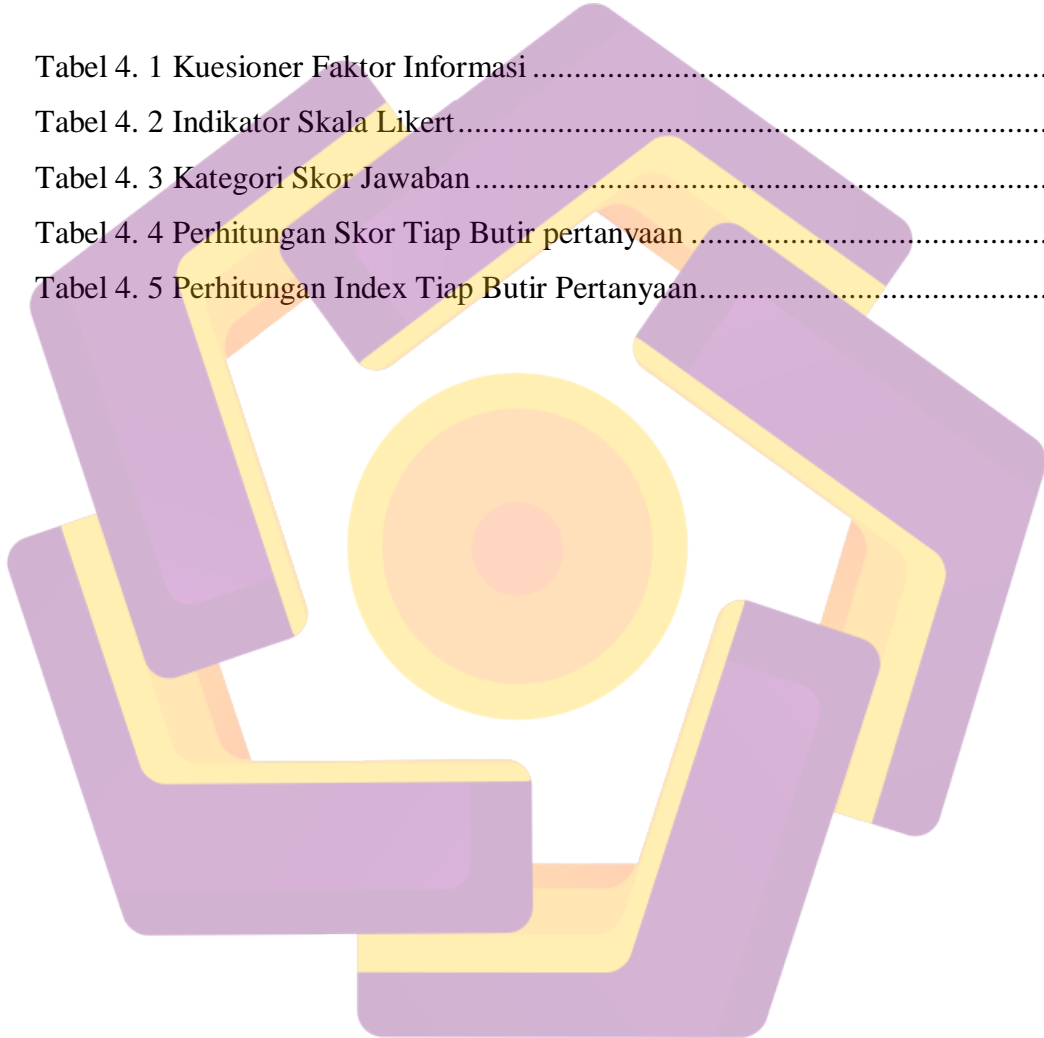 Tabel 4. 1 Kuesioner Faktor Informasi ..........................................................
Tabel 4. 2 Indikator Skala Likert...................................................................
Tabel 4. 3 Kategori Skor Jawaban.................................................................
Tabel 4. 4 Perhitungan Skor Tiap Butir pertanyaan ........................................
Tabel 4. 5 Perhitungan Index Tiap Butir Pertanyaan.......................................